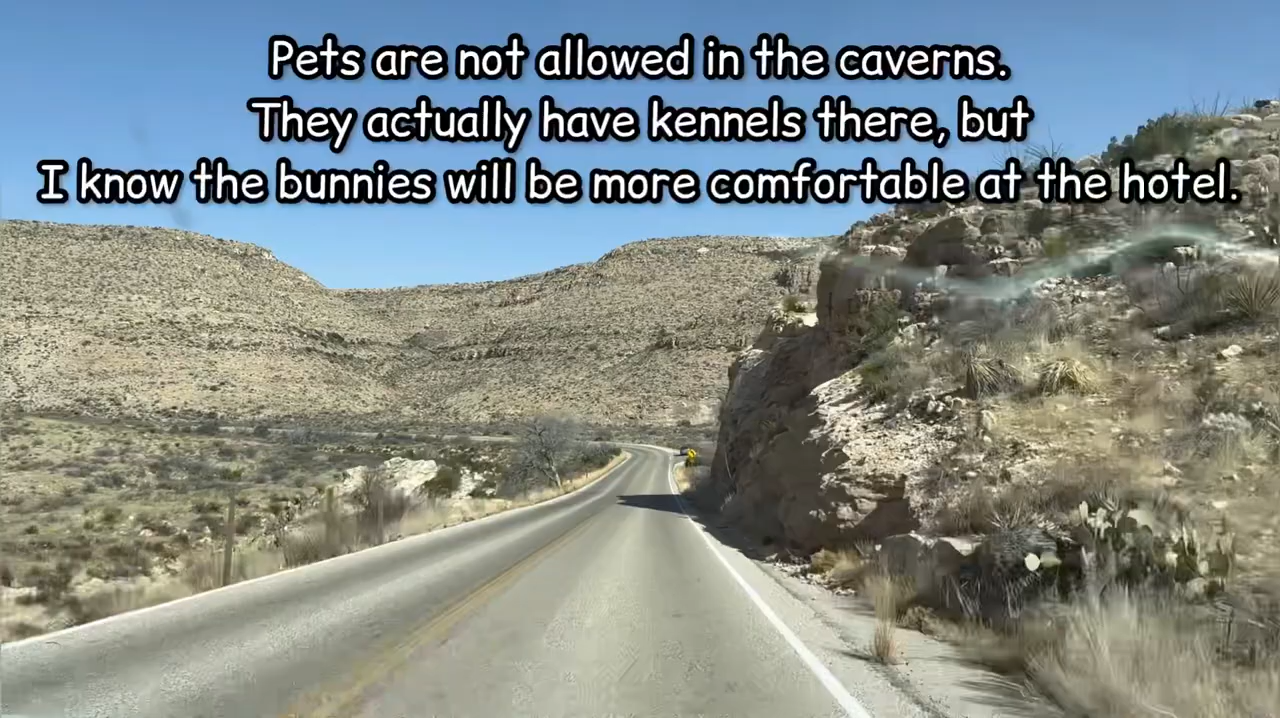 Pets are not allowed in the caverns.
They actually have kennels there, but
I know the bunnies will be more comfortable at the hotel.